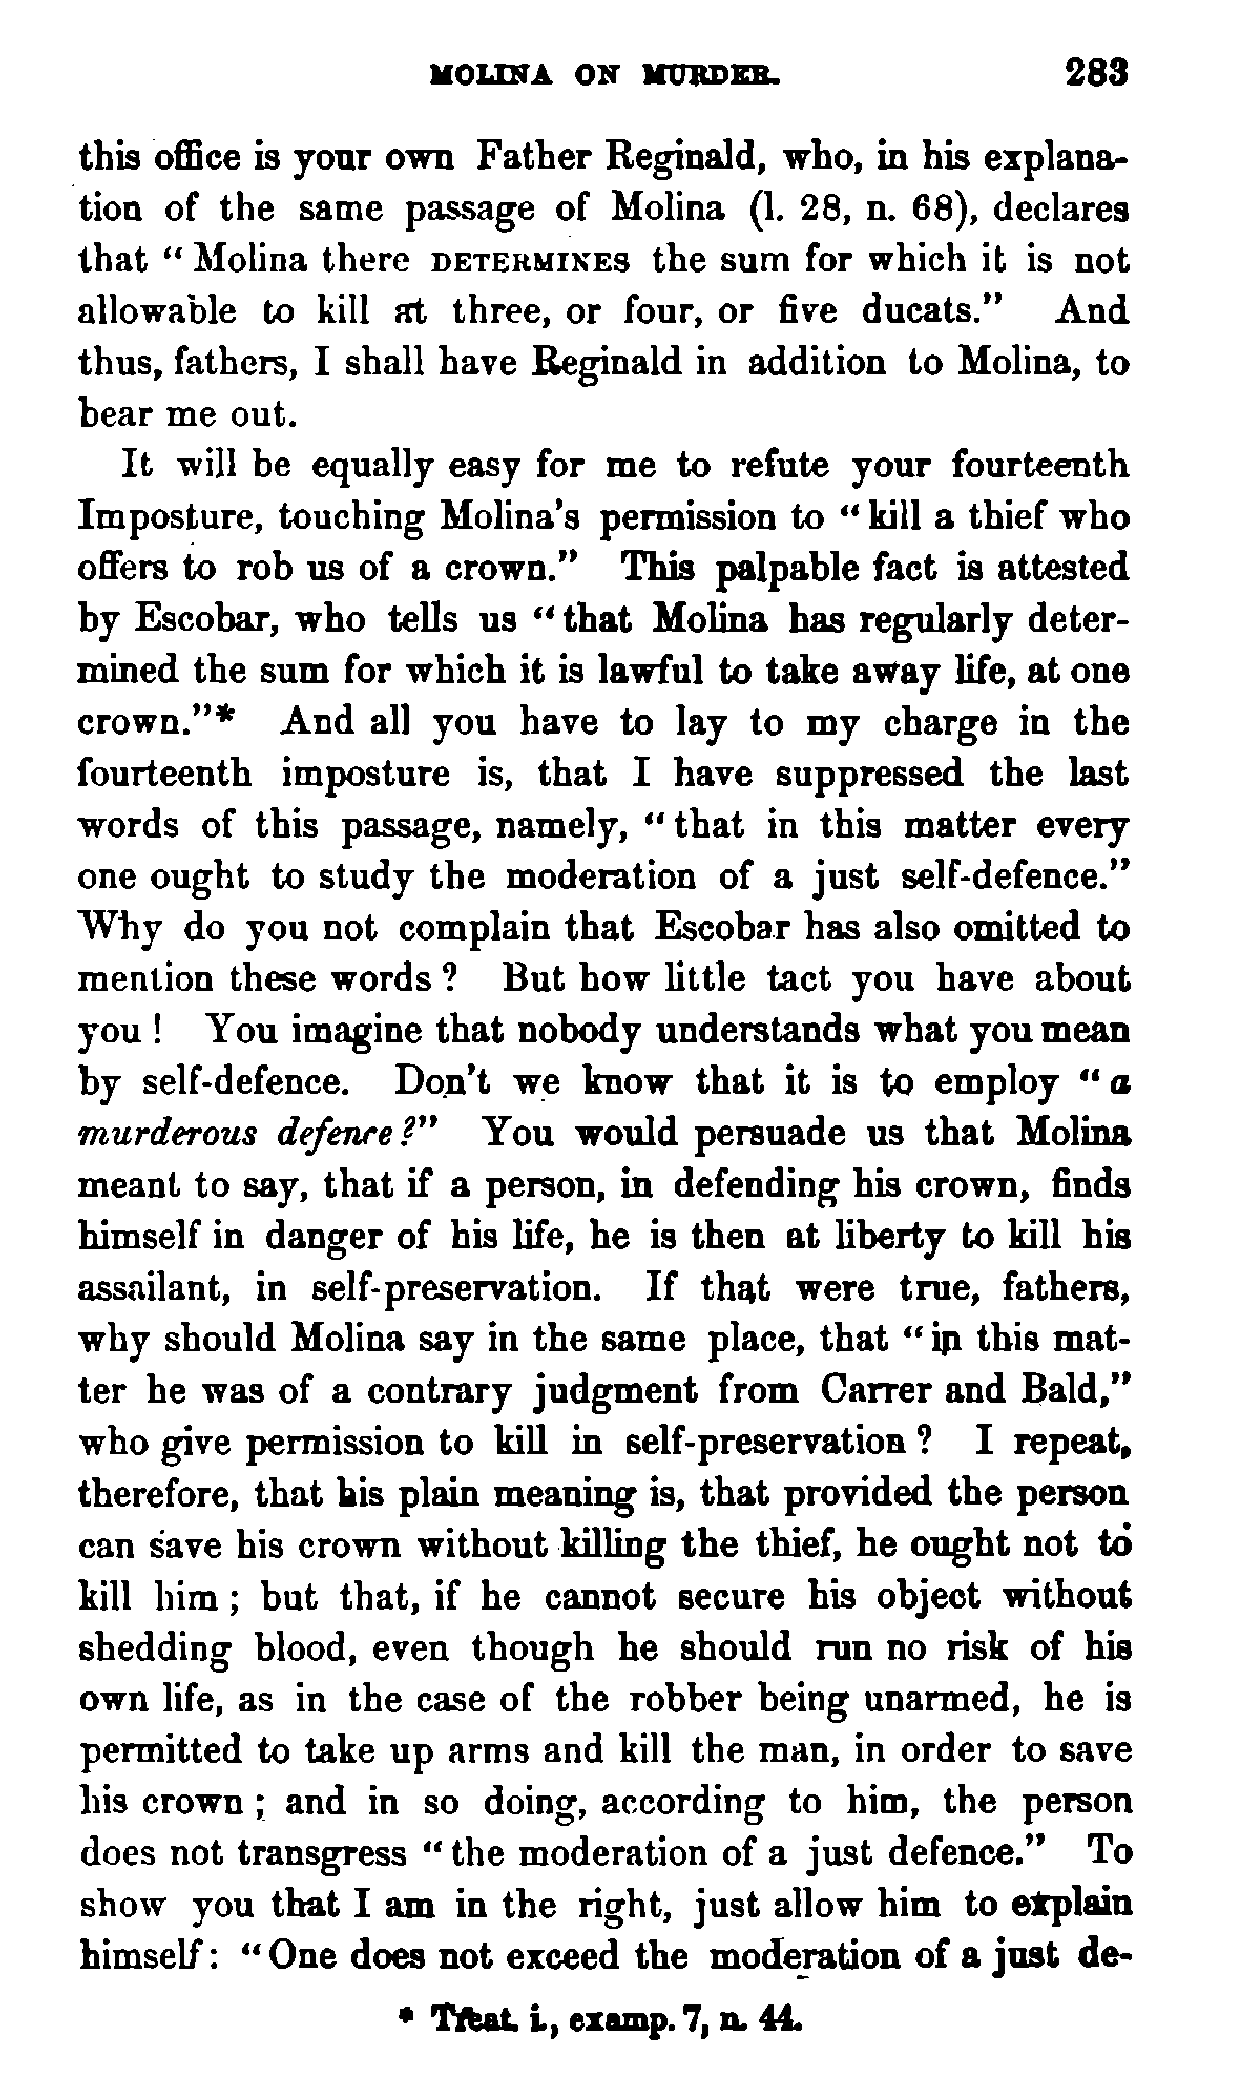 MOLINA ON MURDER. 283
this office is your own Father Reginald, who, in his explana-
tion of the same passage of Molina (l. 28, n. 68), declares
that “ Molina there DETERMINES the sum for which it is not
allowable to kill at three, or four, or five ducats.” And
thus, fathers, I shall have Reginald in addition to Molina, to
bear me out.
It will be equally easy for me to refute your fourteenth
Imposture, touching Molina's permission to “ kill a thief who
offers to rob us of a crown.” This palpable fact is attested
by Escobar, who tells us “ that Molina has regularly deter-
mined the sum for which it is lawful to take away life, at one
crown.”* And all you have to lay to my charge in the
fourteenth imposture is, that I have suppressed the last
words of this passage, namely, “ that in this matter every
one ought to study the moderation of a just self-defence.”
Why do you not complain that Escobar has also omitted to
mention these words ? But how little tact you have about
you ! You imagine that nobody understands what you mean
by self-defence. Don't we know that it is to employ “ a
murderous defence ?” You would persuade us that Molina
meant to say, that if a person, in defending his crown, finds
himself in danger of his life, he is then at liberty to kill his
assailant, in self-preservation. If that were true, fathers,
why should Molina say in the same place, that “ in this mat-
ter he was of a contrary judgment from Carrer and Bald,”
who give permission to kill in self-preservation ? I repeat,
therefore, that his plain meaning is, that provided the person
can save his crown without killing the thief, he ought not to
kill him ; but that, if he cannot secure his object without
shedding blood, even though he should run no risk of his
own life, as in the case of the robber being unarmed, he is
permitted to take up arms and kill the man, in order to save
his crown ; and in so doing, according to him, the person
does not transgress “ the moderation of a just defence.” To
show you that I am in the right, just allow him to explain
himself : “ One does not exceed the moderation of a just de-
* Treat. i., examp. 7, n. 44.